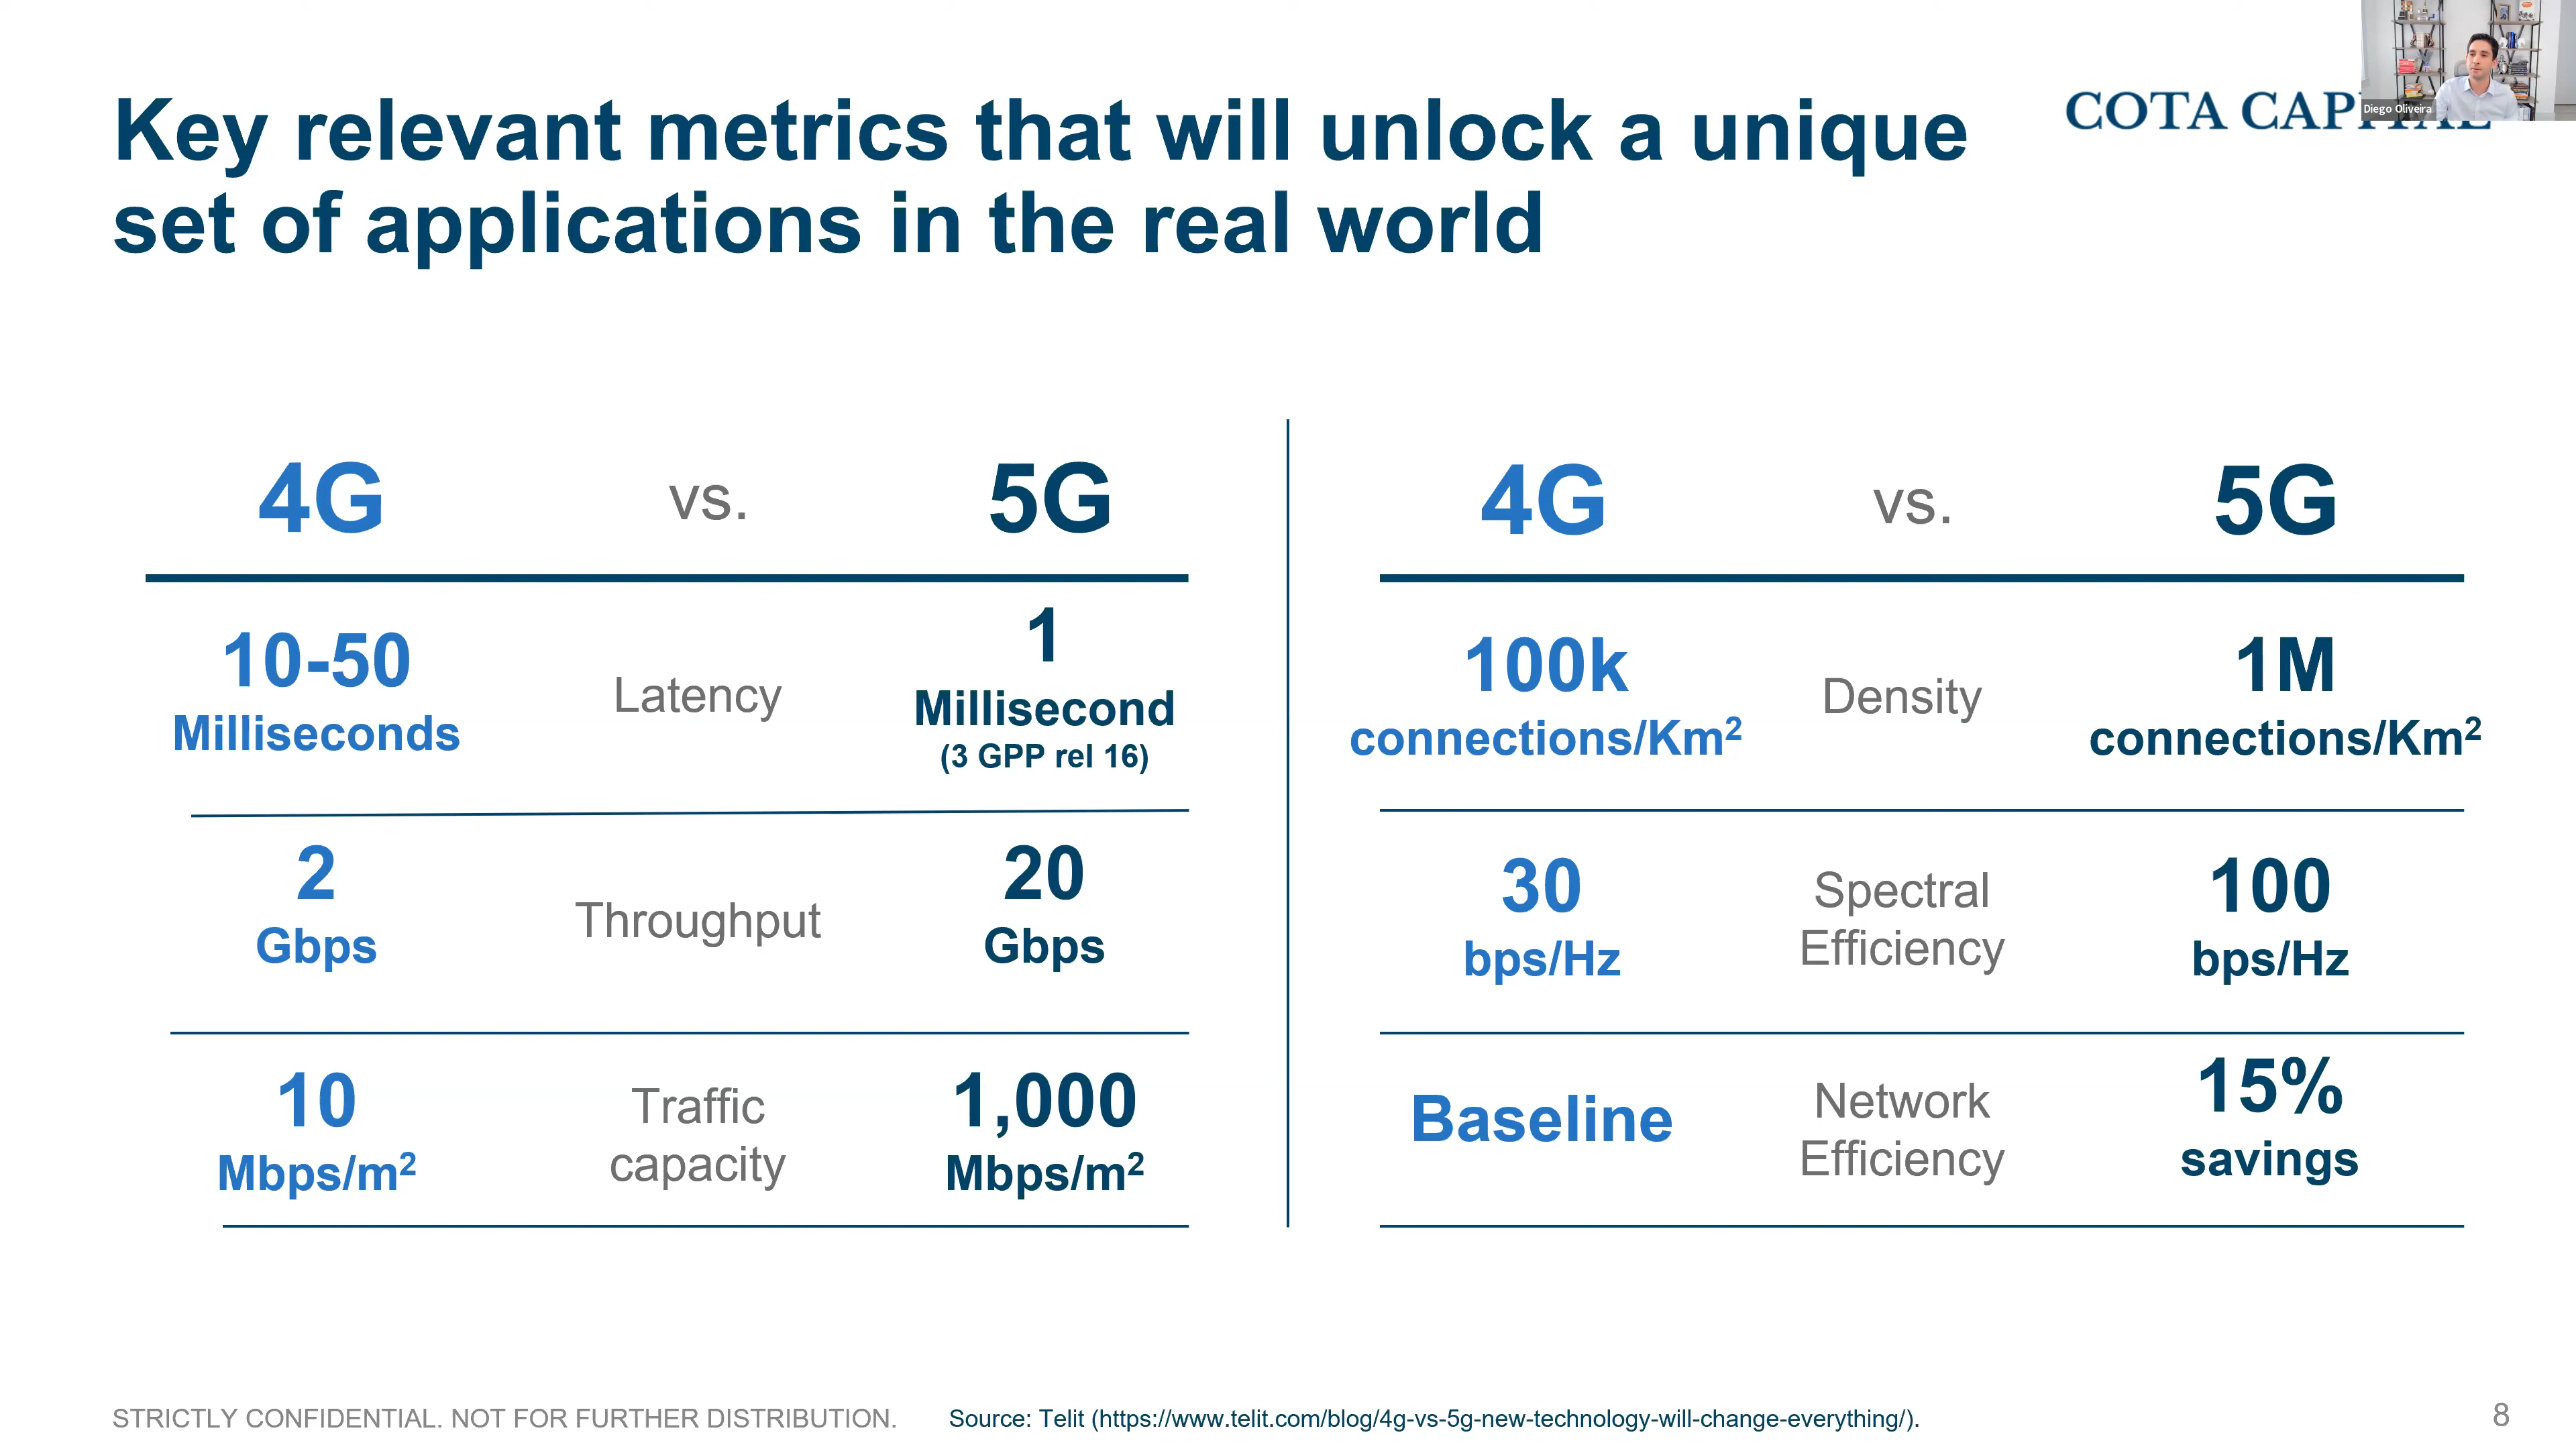 Key relevant metrics that will unlock a unique
set of applications in the real world
COTA CAPITAL
Diego Oliveira
4G vs. 5G
10-50
Milliseconds
Latency
1
Millisecond
(3 GPP rel 16)
2
Gbps
Throughput
20
Gbps
10
Mbps/m²
Traffic
capacity
1,000
Mbps/m²
4G vs. 5G
100k
connections/Km²
Density
1M
connections/Km²
30
bps/Hz
Spectral
Efficiency
100
bps/Hz
Baseline
Network
Efficiency
15%
savings
STRICTLY CONFIDENTIAL. NOT FOR FURTHER DISTRIBUTION.
Source: Telit (https://www.telit.com/blog/4g-vs-5g-new-technology-will-change-everything/).
8